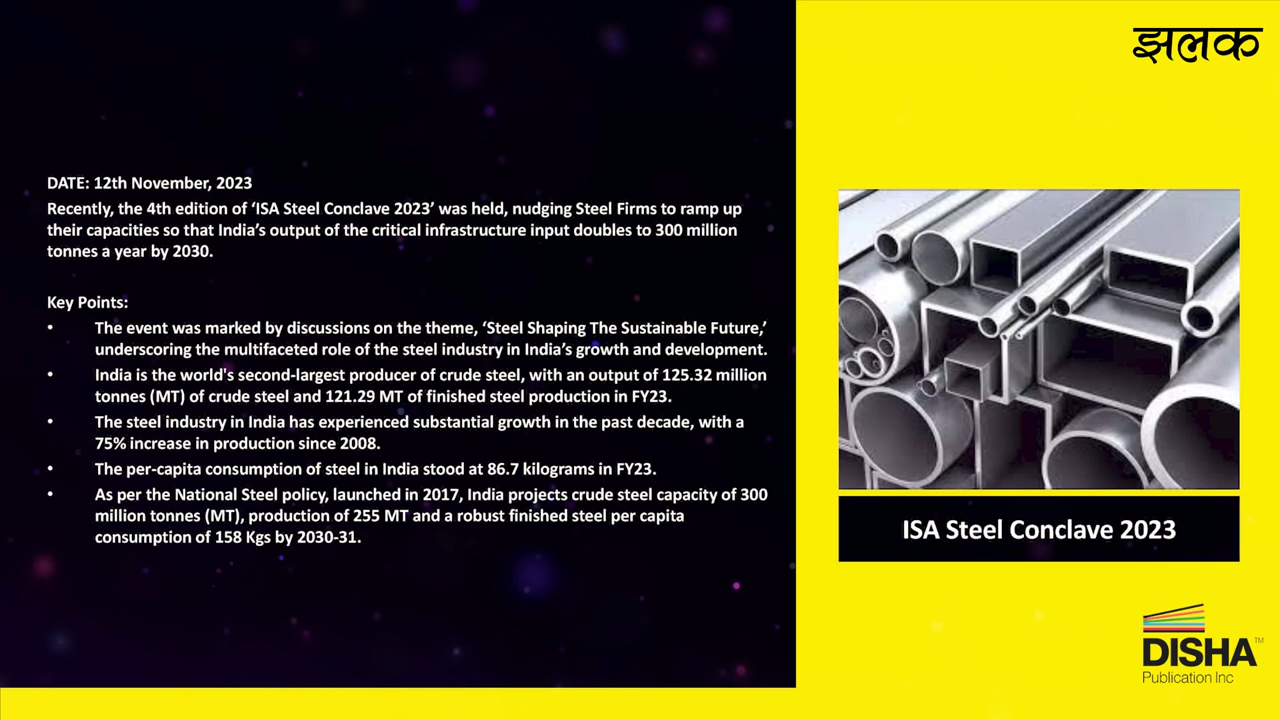 झलक
DATE: 12th November, 2023
Recently, the 4th edition of ‘ISA Steel Conclave 2023’ was held, nudging Steel Firms to ramp up
their capacities so that India’s output of the critical infrastructure input doubles to 300 million
tonnes a year by 2030.
Key Points:
• The event was marked by discussions on the theme, ‘Steel Shaping The Sustainable Future,’
underscoring the multifaceted role of the steel industry in India’s growth and development.
• India is the world's second-largest producer of crude steel, with an output of 125.32 million
tonnes (MT) of crude steel and 121.29 MT of finished steel production in FY23.
• The steel industry in India has experienced substantial growth in the past decade, with a
75% increase in production since 2008.
• The per-capita consumption of steel in India stood at 86.7 kilograms in FY23.
• As per the National Steel policy, launched in 2017, India projects crude steel capacity of 300
million tonnes (MT), production of 255 MT and a robust finished steel per capita
consumption of 158 Kgs by 2030-31.
ISA Steel Conclave 2023
DISHA™
Publication Inc